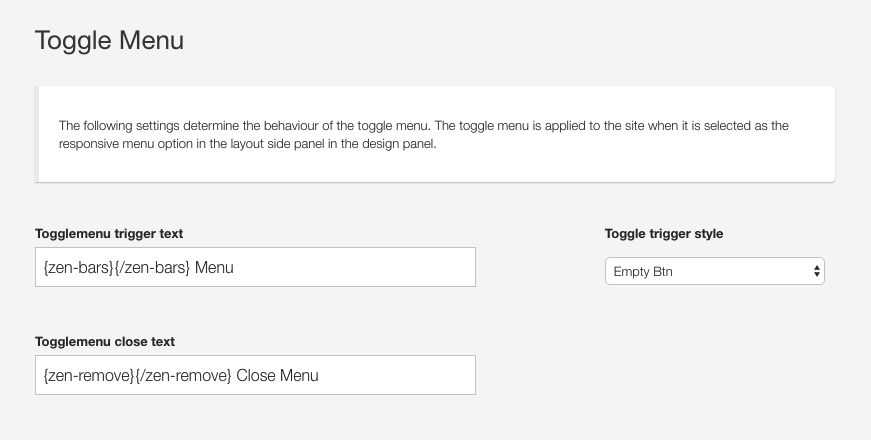 Toggle Menu
The following settings determine the behaviour of the toggle menu. The toggle menu is applied to the site when it is selected as the
responsive menu option in the layout side panel in the design panel.
Togglemenu trigger text
Toggle trigger style
{zen-bars}{/zen-bars} Menu
Empty Btn
Togglemenu close text
{zen-remove}{/zen-remove} Close Menu